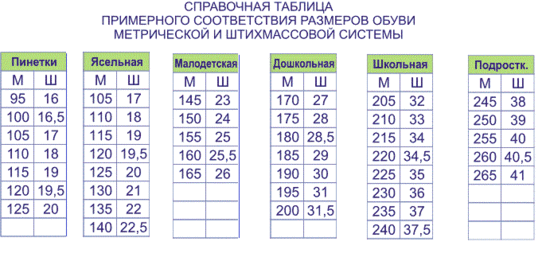 СПРАВОЧНАЯ ТАБЛИЦА
ПРИМЕРНОГО СООТВЕТСТВИЯ РАЗМЕРОВ ОБУВИ
МЕТРИЧЕСКОЙ И ШТИХМАССОВОЙ СИСТЕМЫ
Пинетки
М Ш
95 16
100 16,5
105 17
110 18
115 19
120 19,5
125 20
Ясельная
М Ш
105 17
110 18
115 19
120 19,5
125 20
130 21
135 22
140 22,5
Малодетская
М Ш
145 23
150 24
155 25
160 25,5
165 26
Дошкольная
М Ш
170 27
175 28
180 28,5
185 29
190 30
195 31
200 31,5
Школьная
М Ш
205 32
210 33
215 34
220 34,5
225 35
230 36
235 37
240 37,5
Подростк.
М Ш
245 38
250 39
255 40
260 40,5
265 41